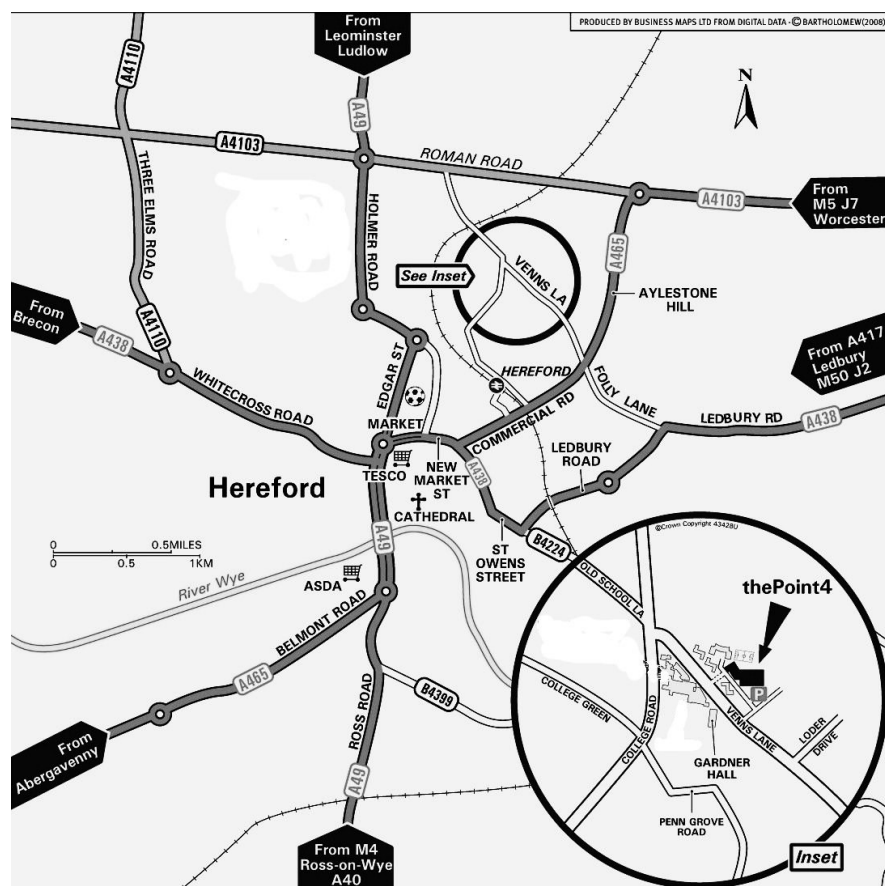 PRODUCED BY BUSINESS MAPS LTD FROM DIGITAL DATA - © BARTHOLOMEW(2008)
From
Leominster
Ludlow
A4110
A49
N
A4103
ROMAN ROAD
From
M5 J7
Worcester
A4103
THREE ELMS ROAD
HOLMER ROAD
A465
See Inset
VENNS LA
AYLESTONE
HILL
From
Brecon
A438
A4110
From A417
Ledbury
M50 J2
WHITECROSS ROAD
EDGAR ST
HEREFORD
FOLLY LANE
COMMERCIAL RD
LEDBURY RD
A438
MARKET
TESCO
NEW
MARKET
ST
A438
LEDBURY
ROAD
Hereford
CATHEDRAL
A49
ST
OWENS
STREET
B4224
©Crown Copyright 43428U
0 0.5MILES
0 0.5 1KM
River Wye
ASDA
OLD SCHOOL LA
thePoint4
BELMONT ROAD
A465
B4399
ROSS ROAD
COLLEGE GREEN
COLLEGE ROAD
P
VENNS LANE
LODER
DRIVE
GARDNER
HALL
From
Abergavenny
A49
PENN GROVE
ROAD
From M4
Ross-on-Wye
A40
Inset